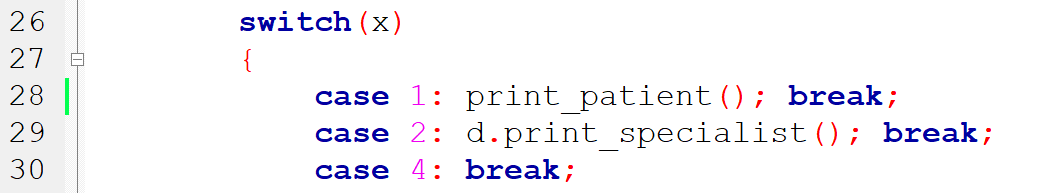 26 switch(x)
27 {
28 case 1: print_patient(); break;
29 case 2: d.print_specialist(); break;
30 case 4: break;